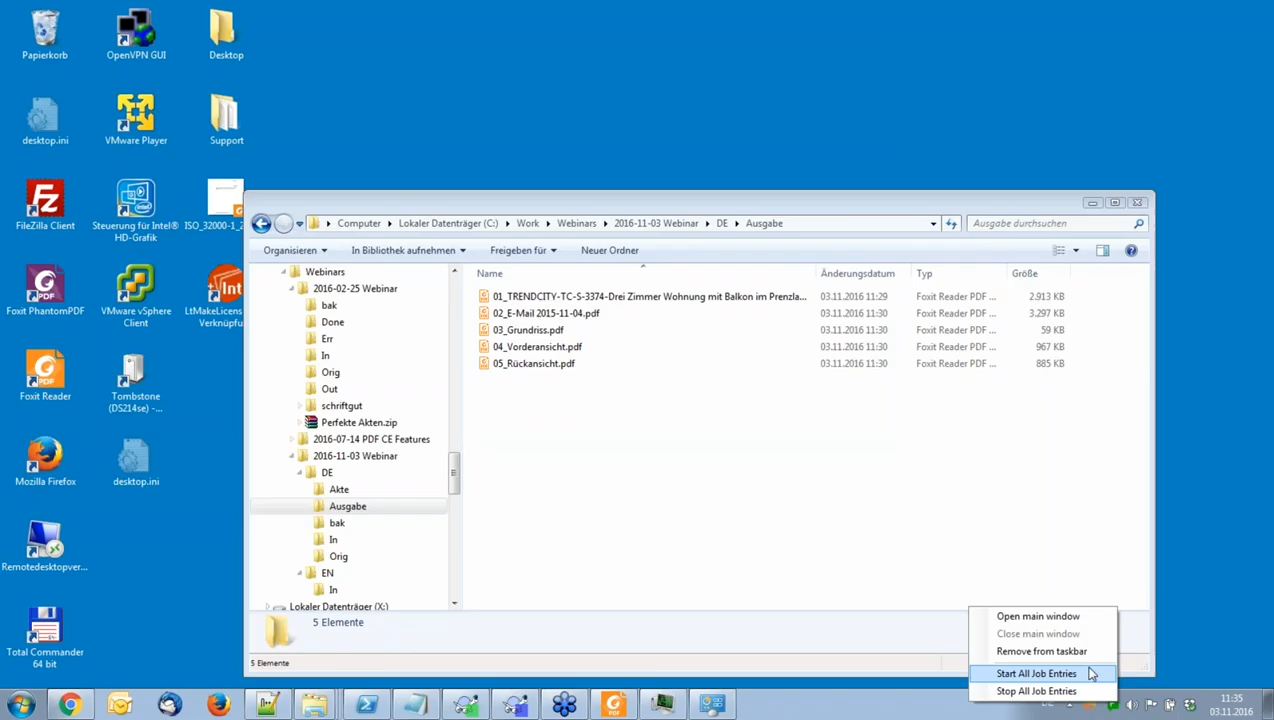 Papierkorb
OpenVPN GUI
Desktop
desktop.ini
VMware Player
Support
FileZilla Client
Steuerung für Intel®
HD-Grafik
ISO_32000-1_2
Foxit PhantomPDF
VMware vSphere
Client
LtMakeLicens
Verknüpfu
Foxit Reader
Tombstone
(DS214se) -...
Mozilla Firefox
desktop.ini
Remotedesktopver...
Total Commander
64 bit
Computer
Lokaler Datenträger (C:)
Work
Webinars
2016-11-03 Webinar
DE
Ausgabe
Ausgabe durchsuchen
Organisieren
In Bibliothek aufnehmen
Freigeben für
Neuer Ordner
Webinars
2016-02-25 Webinar
bak
Done
Err
In
Orig
Out
schriftgut
Perfekte Akten.zip
2016-07-14 PDF CE Features
2016-11-03 Webinar
DE
Akte
Ausgabe
bak
In
Orig
EN
In
Lokaler Datenträger (X:)
Name Änderungsdatum Typ Größe
01_TRENDCITY-TC-S-3374-Drei Zimmer Wohnung mit Balkon im Prenzla... 03.11.2016 11:29 Foxit Reader PDF ... 2.913 KB
02_E-Mail 2015-11-04.pdf 03.11.2016 11:30 Foxit Reader PDF ... 3.297 KB
03_Grundriss.pdf 03.11.2016 11:30 Foxit Reader PDF ... 59 KB
04_Vorderansicht.pdf 03.11.2016 11:30 Foxit Reader PDF ... 967 KB
05_Rückansicht.pdf 03.11.2016 11:30 Foxit Reader PDF ... 885 KB
5 Elemente
5 Elemente
Open main window
Close main window
Remove from taskbar
Start All Job Entries
Stop All Job Entries
11:35
03.11.2016